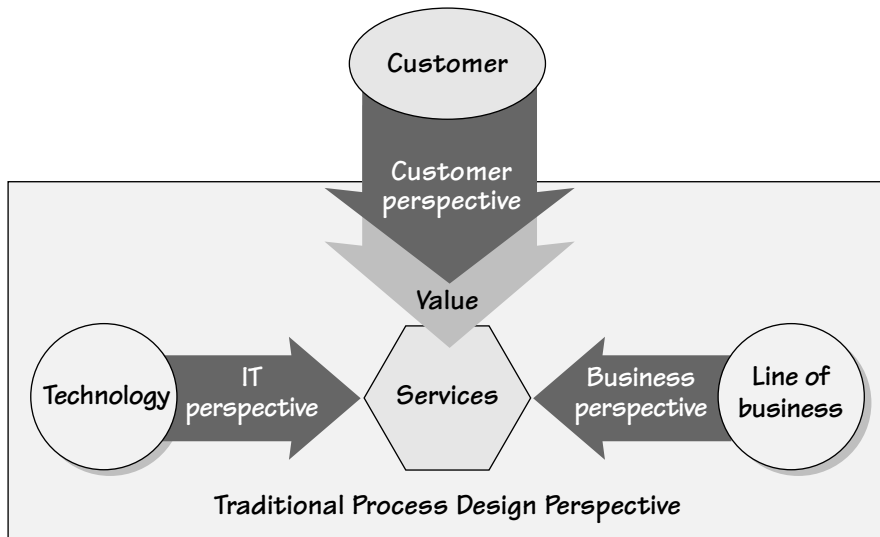 Customer
Customer
perspective
Value
Technology
IT
perspective
Services
Business
perspective
Line of
business
Traditional Process Design Perspective